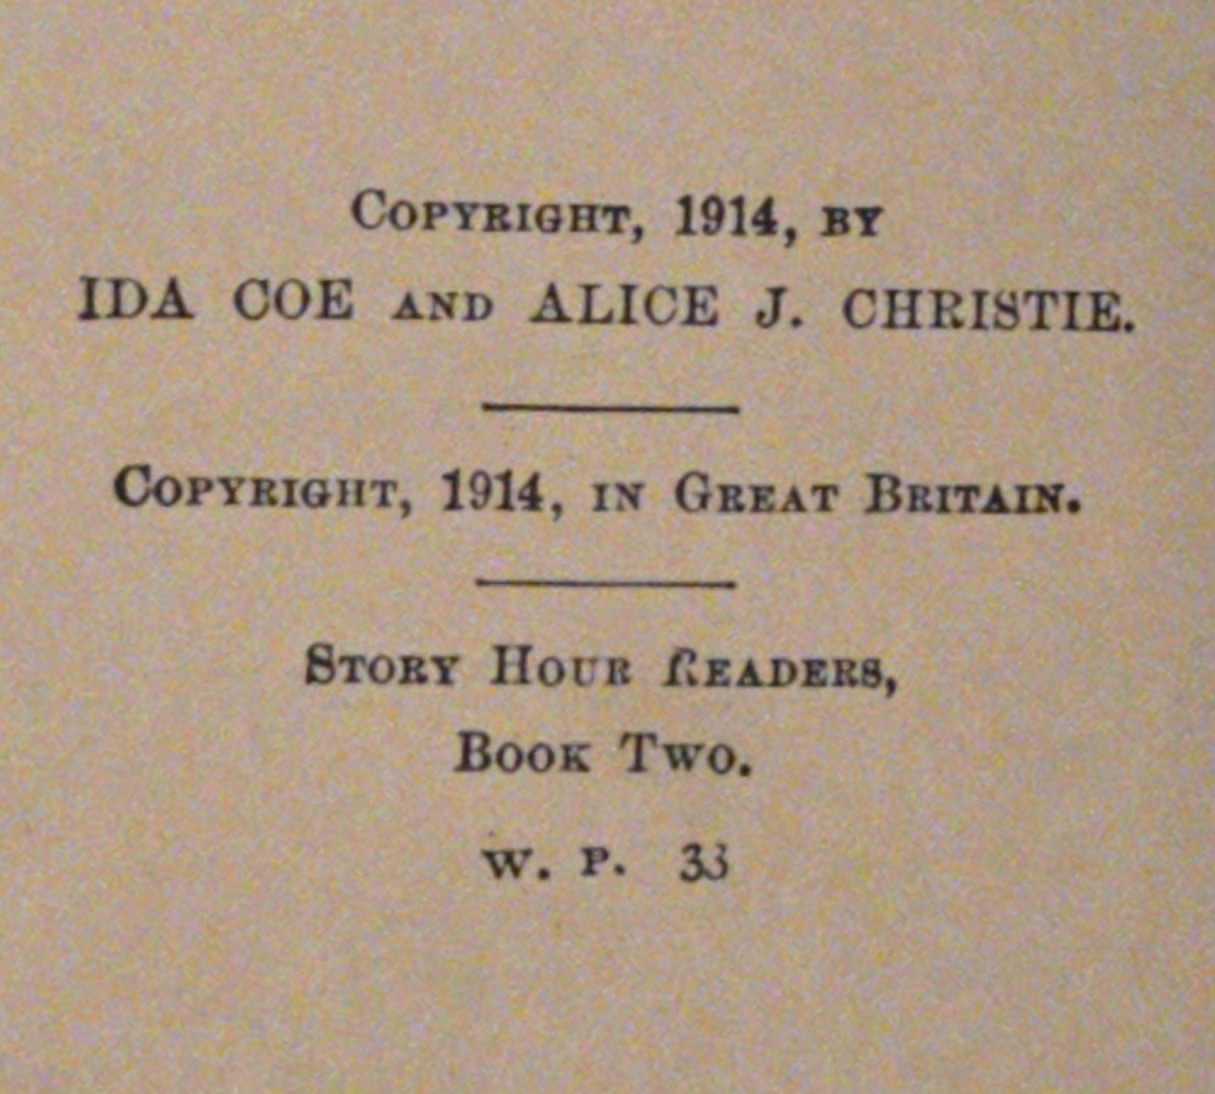 Copyright, 1914, by
IDA COE and ALICE J. CHRISTIE.
Copyright, 1914, in Great Britain.
Story Hour Readers,
Book Two.
W. P. 33